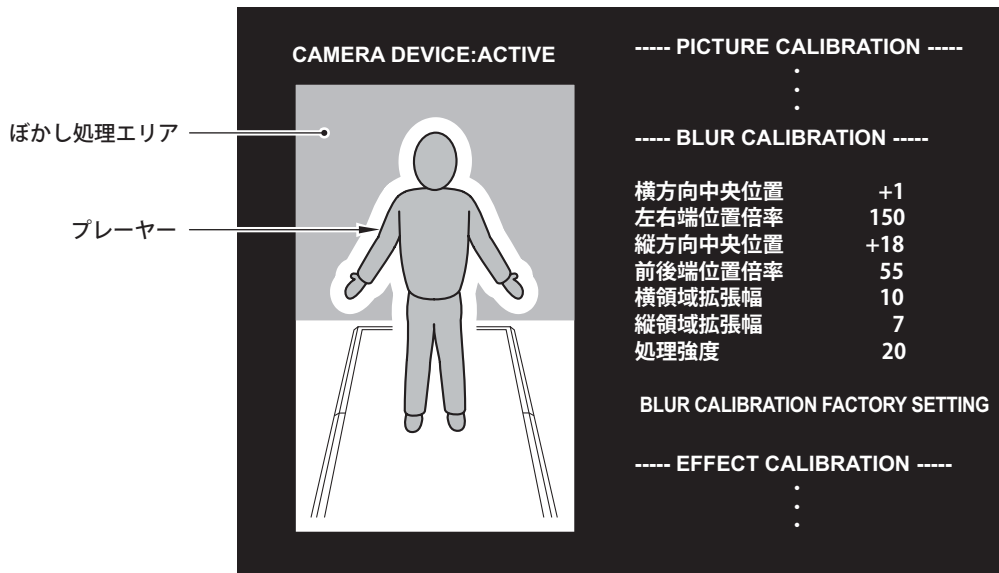 ぼかし処理エリア
プレーヤー
CAMERA DEVICE:ACTIVE
----- PICTURE CALIBRATION -----
・
・
・
----- BLUR CALIBRATION -----
横方向中央位置 +1
左右端位置倍率 150
縦方向中央位置 +18
前後端位置倍率 55
横領域拡張幅 10
縦領域拡張幅 7
処理強度 20
BLUR CALIBRATION FACTORY SETTING
----- EFFECT CALIBRATION -----
・
・
・